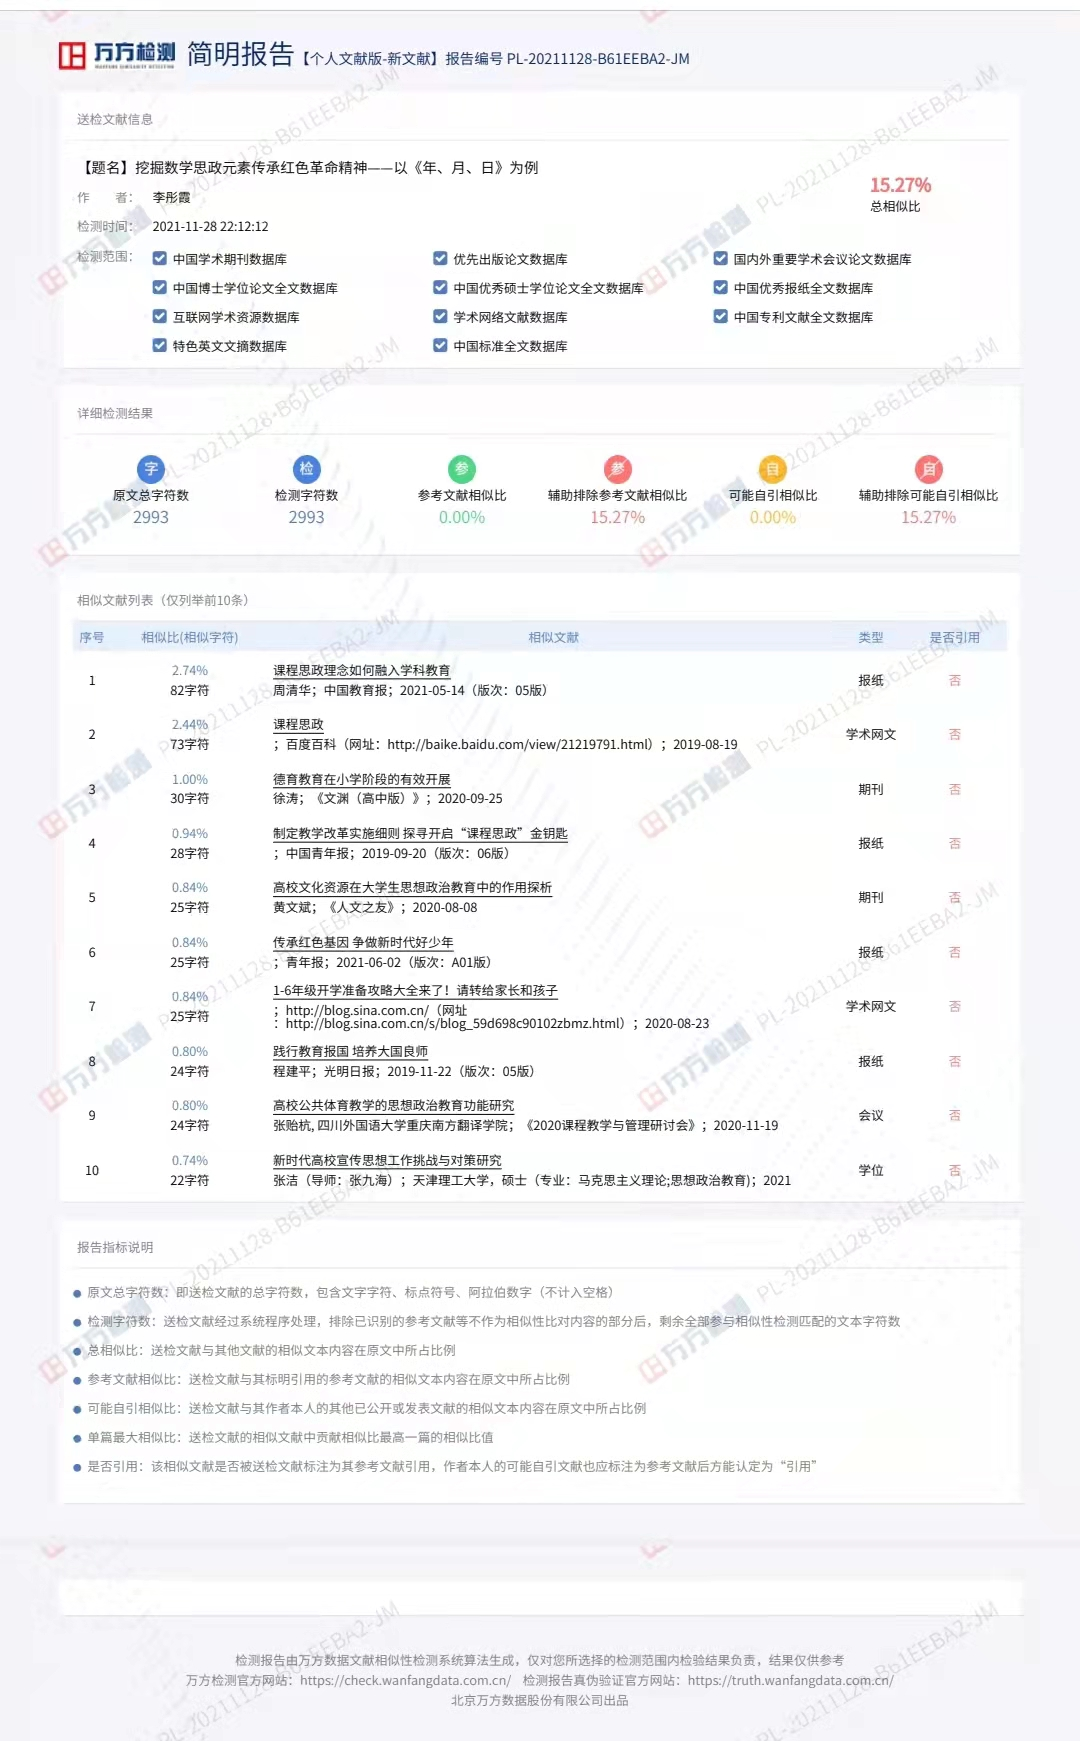 万方检测 简明报告【个人文献版-新文献】报告编号 PL-20211128-B61EEBA2-JM
送检文献信息
【题名】挖掘数学思政元素传承红色革命精神——以《年、月、日》为例
15.27%
总相似比
作 者： 李彤霞
检测时间： 2021-11-28 22:12:12
检测范围： 中国学术期刊数据库 优先出版论文数据库 国内外重要学术会议论文数据库
中国博士学位论文全文数据库 中国优秀硕士学位论文全文数据库 中国优秀报纸全文数据库
互联网学术资源数据库 学术网络文献数据库 中国专利文献全文数据库
特色英文文摘数据库 中国标准全文数据库
详细检测结果
字 检 参 参 自 自
原文总字符数 检测字符数 参考文献相似比 辅助排除参考文献相似比 可能自引相似比 辅助排除可能自引相似比
2993 2993 0.00% 15.27% 0.00% 15.27%
相似文献列表（仅列举前10条）
序号 相似比(相似字符) 相似文献 类型 是否引用
1 2.74% 82字符 课程思政理念如何融入学科教育 报纸 否
周清华；中国教育报；2021-05-14（版次：05版）
2 2.44% 73字符 课程思政 学术网文 否
；百度百科（网址：http://baike.baidu.com/view/21219791.html）；2019-08-19
3 1.00% 30字符 德育教育在小学阶段的有效开展 期刊 否
徐涛；《文渊（高中版）》；2020-09-25
4 0.94% 28字符 制定教学改革实施细则 探寻开启“课程思政”金钥匙 报纸 否
；中国青年报；2019-09-20（版次：06版）
5 0.84% 25字符 高校文化资源在大学生思想政治教育中的作用探析 期刊 否
黄文斌；《人文之友》；2020-08-08
6 0.84% 25字符 传承红色基因 争做新时代好少年 报纸 否
；青年报；2021-06-02（版次：A01版）
7 0.84% 25字符 1-6年级开学准备攻略大全来了！请转给家长和孩子 学术网文 否
；http://blog.sina.com.cn/（网址
：http://blog.sina.com.cn/s/blog_59d698c90102zbmz.html）；2020-08-23
8 0.80% 24字符 践行教育报国 培养大国良师 报纸 否
程建平；光明日报；2019-11-22（版次：05版）
9 0.80% 24字符 高校公共体育教学的思想政治教育功能研究 会议 否
张贻杭, 四川外国语大学重庆南方翻译学院；《2020课程教学与管理研讨会》；2020-11-19
10 0.74% 22字符 新时代高校宣传思想工作挑战与对策研究 学位 否
张洁（导师：张九海）；天津理工大学，硕士（专业：马克思主义理论;思想政治教育)；2021
报告指标说明
原文总字符数：即送检文献的总字符数，包含文字字符、标点符号、阿拉伯数字（不计入空格）
检测字符数：送检文献经过系统程序处理，排除已识别的参考文献等不作为相似性比对内容的部分后，剩余全部参与相似性检测匹配的文本字符数
总相似比：送检文献与其他文献的相似文本内容在原文中所占比例
参考文献相似比：送检文献与其标明引用的参考文献的相似文本内容在原文中所占比例
可能自引相似比：送检文献与其作者本人的其他已公开或发表文献的相似文本内容在原文中所占比例
单篇最大相似比：送检文献的相似文献中贡献相似比最高一篇的相似比值
是否引用：该相似文献是否被送检文献标注为其参考文献引用，作者本人的可能自引文献也应标注为参考文献后方能认定为“引用”
检测报告由万方数据文献相似性检测系统算法生成，仅对您所选择的检测范围内检验结果负责，结果仅供参考
万方检测官方网站：https://check.wanfangdata.com.cn/ 检测报告真伪验证官方网站：https://truth.wanfangdata.com.cn/
北京万方数据股份有限公司出品